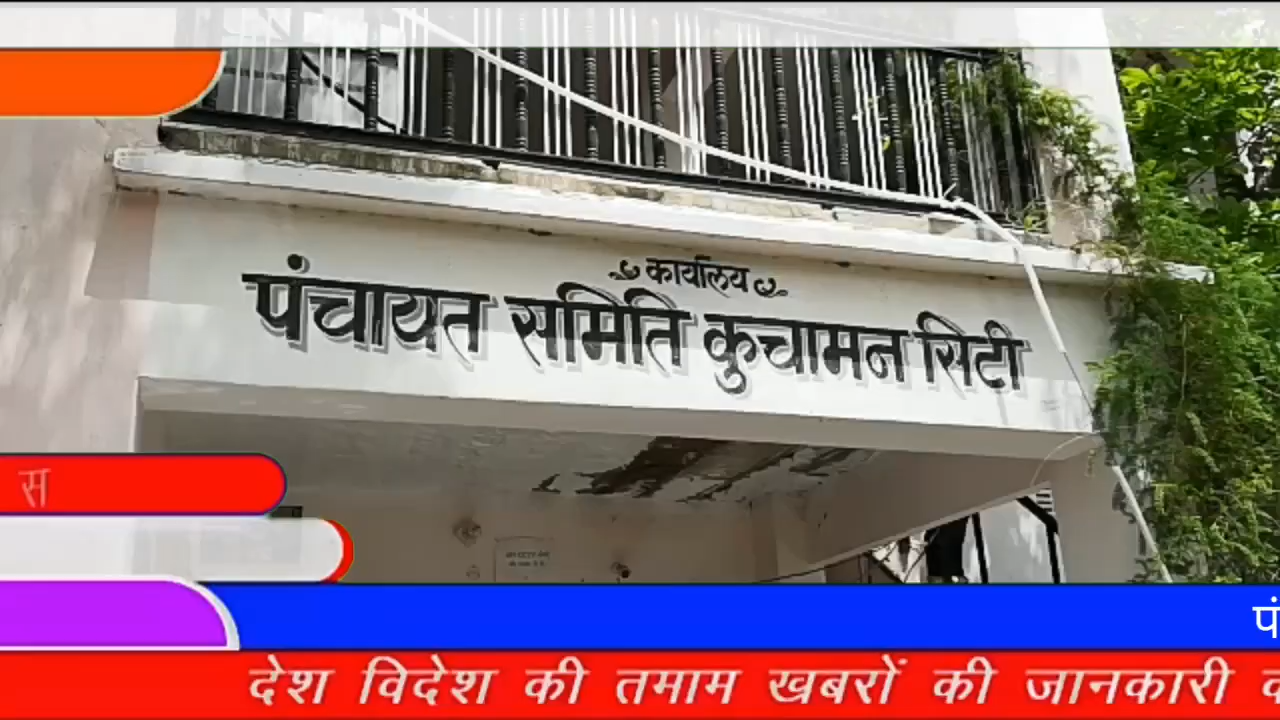 कार्यालय
पंचायत समिति कुचामन सिटी
स
पं
देश विदेश की तमाम खबरों की जानकारी